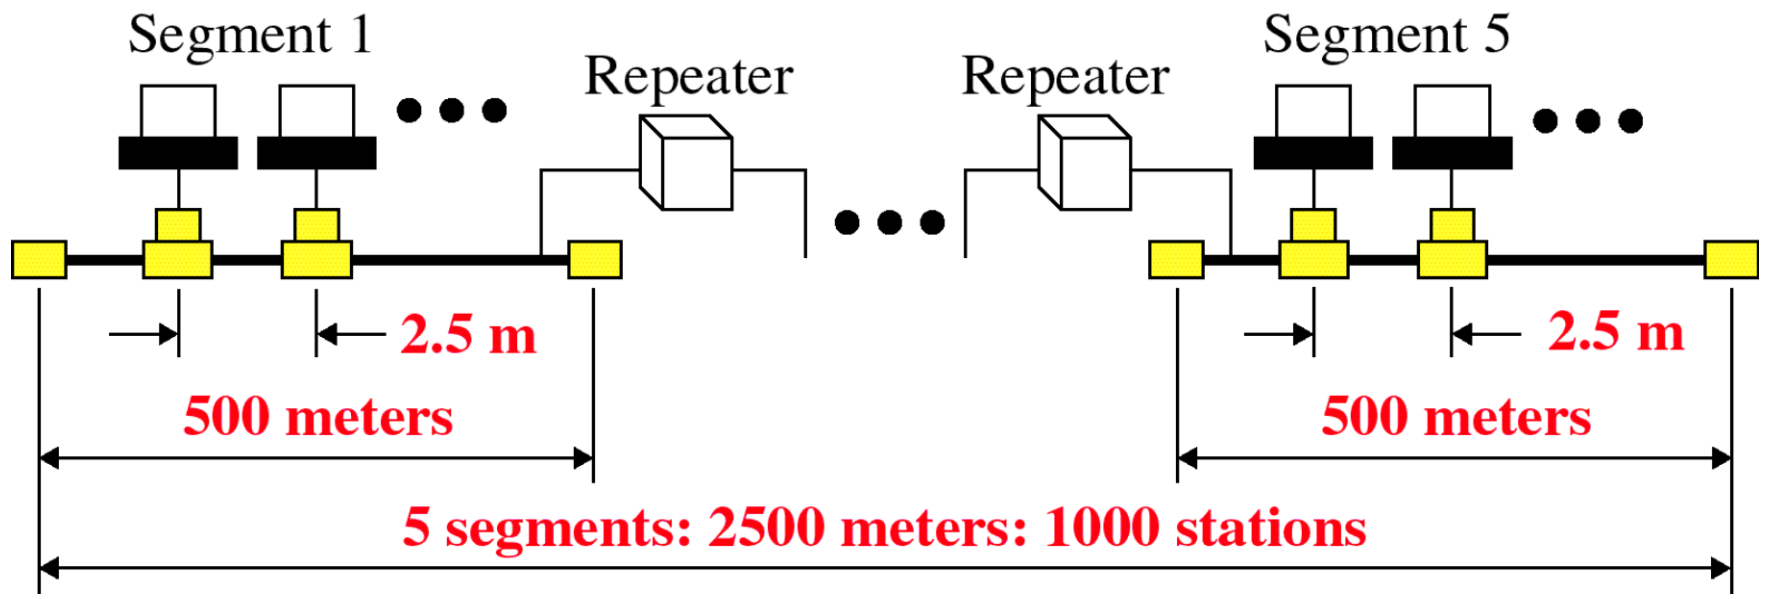 Segment 1
Repeater
Repeater
Segment 5
2.5 m
2.5 m
500 meters
500 meters
5 segments: 2500 meters: 1000 stations